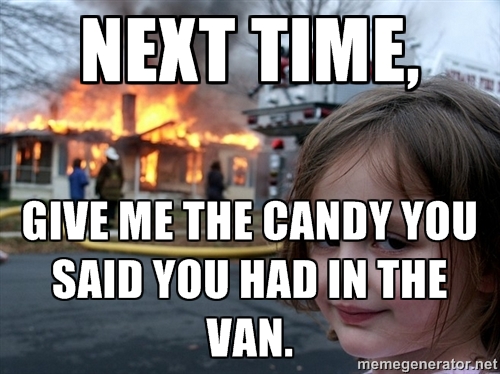 NEXT TIME,
GIVE ME THE CANDY YOU
SAID YOU HAD IN THE
VAN.
memegenerator.net